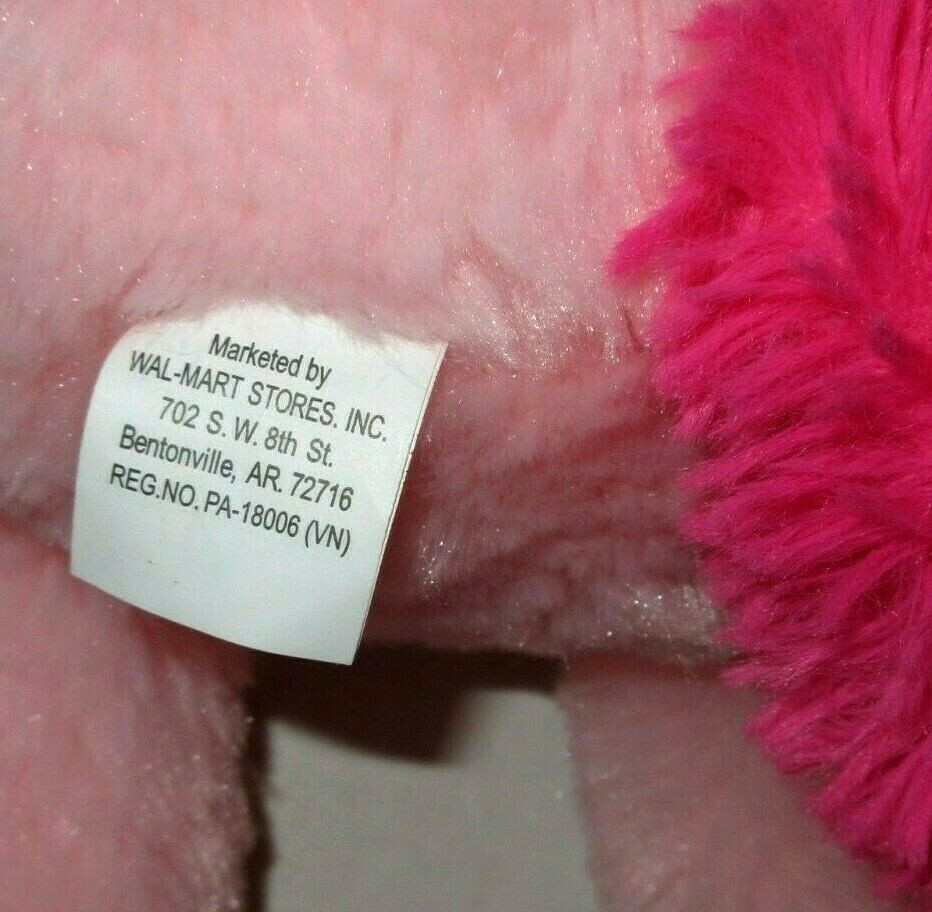 Marketed by
WAL-MART STORES. INC.
702 S. W. 8th St.
Bentonville, AR. 72716
REG.NO. PA-18006 (VN)